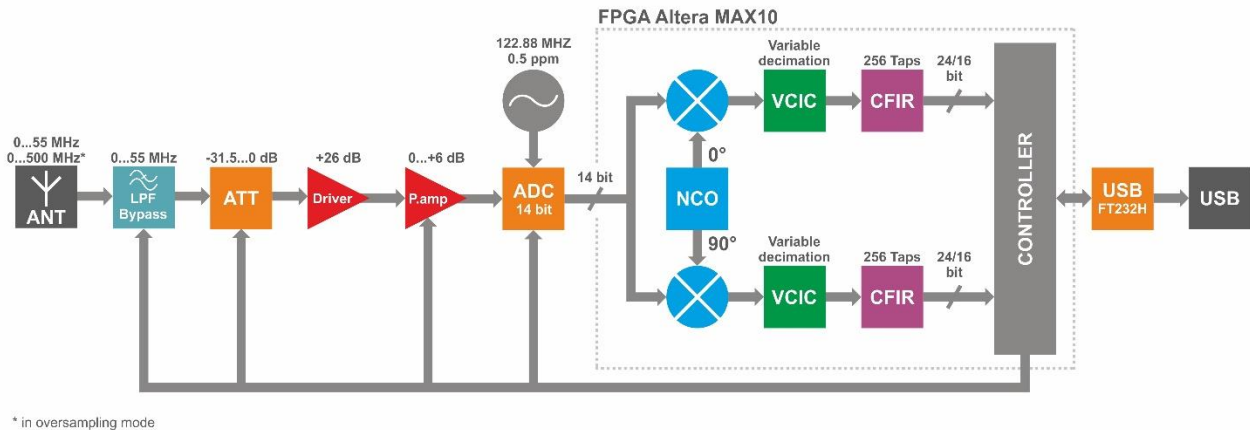 FPGA Altera MAX10
122.88 MHZ
0.5 ppm
Variable
decimation
256 Taps
24/16
bit
VCIC
CFIR
0...55 MHz
0...500 MHz*
0...55 MHz
-31.5...0 dB
+26 dB
0...+6 dB
0°
14 bit
ANT
LPF
Bypass
ATT
Driver
P.amp
ADC
14 bit
NCO
CONTROLLER
USB
FT232H
USB
90°
Variable
decimation
256 Taps
24/16
bit
VCIC
CFIR
* in oversampling mode